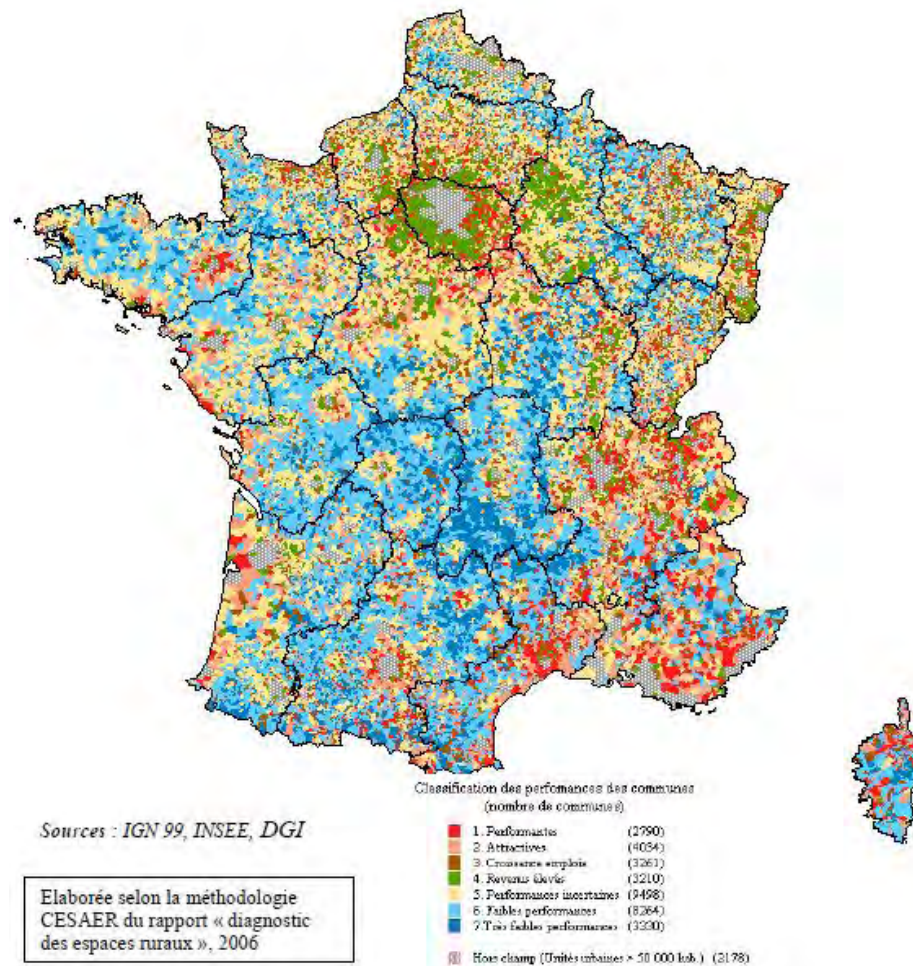 Classification des perfomances des communes
(nombre de communes)
Sources : IGN 99, INSEE, DGI
1. Performantes (2790)
2. Attractives (4034)
3. Croissance emplois (3261)
4. Revenus élevés (3210)
5. Performances incertaines (9498)
6. Faibles performances (8264)
7. Très faibles performances (3330)
Hors champ (Unités urbaines > 50 000 hab.) (2178)
Elaborée selon la méthodologie
CESAER du rapport « diagnostic
des espaces ruraux », 2006